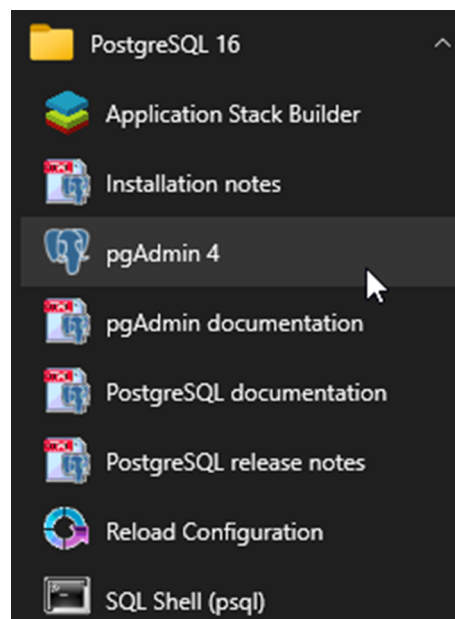 PostgreSQL 16
Application Stack Builder
Installation notes
pgAdmin 4
pgAdmin documentation
PostgreSQL documentation
PostgreSQL release notes
Reload Configuration
SQL Shell (psql)